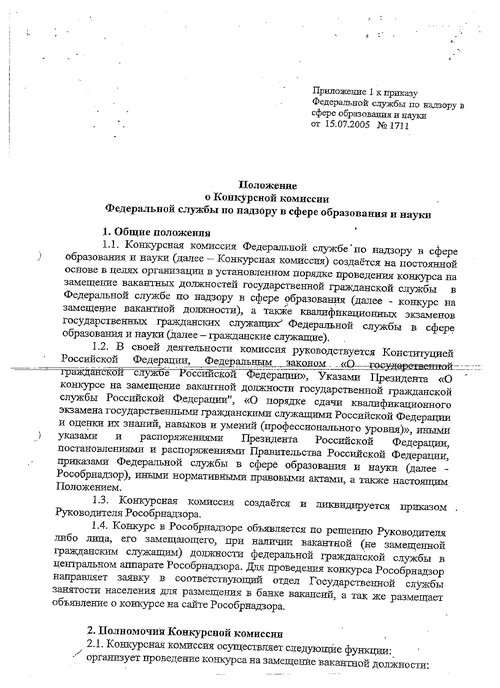 Приложение 1 к приказу
Федеральной службы по надзору в
сфере образования и науки
от 15.07.2005 № 1711
Положение
о Конкурсной комиссии
Федеральной службы по надзору в сфере образования и науки
1. Общие положения
1.1. Конкурсная комиссия Федеральной службе по надзору в сфере
образования и науки (далее – Конкурсная комиссия) создаётся на постоянной
основе в целях организации в установленном порядке проведения конкурса на
замещение вакантных должностей государственной гражданской службы в
Федеральной службе по надзору в сфере образования (далее - конкурс на
замещение вакантной должности), а также квалификационных экзаменов
государственных гражданских служащих Федеральной службы в сфере
образования и науки (далее – гражданские служащие).
1.2. В своей деятельности комиссия руководствуется Конституцией
Российской Федерации, Федеральным законом «О государственной
гражданской службе Российской Федерации», Указами Президента «О
конкурсе на замещение вакантной должности государственной гражданской
службы Российской Федерации", «О порядке сдачи квалификационного
экзамена государственными гражданскими служащими Российской Федерации
и оценки их знаний, навыков и умений (профессионального уровня)», иными
указами и распоряжениями Президента Российской Федерации,
постановлениями и распоряжениями Правительства Российской Федерации,
приказами Федеральной службы в сфере образования и науки (далее -
Рособрнадзор), иными нормативными правовыми актами, а также настоящим
Положением.
1.3. Конкурсная комиссия создаётся и ликвидируется приказом
Руководителя Рособрнадзора.
1.4. Конкурс в Рособрнадзоре объявляется по решению Руководителя
либо лица, его замещающего, при наличии вакантной (не замещенной
гражданским служащим) должности федеральной гражданской службы в
центральном аппарате Рособрнадзора. Для проведения конкурса Рособрнадзор
направляет заявку в соответствующий отдел Государственной службы
занятости населения для размещения в банке вакансий, а так же размещает
объявление о конкурсе на сайте Рособрнадзора.
2. Полномочия Конкурсной комиссии
2.1. Конкурсная комиссия осуществляет следующие функции:
организует проведение конкурса на замещение вакантной должности: